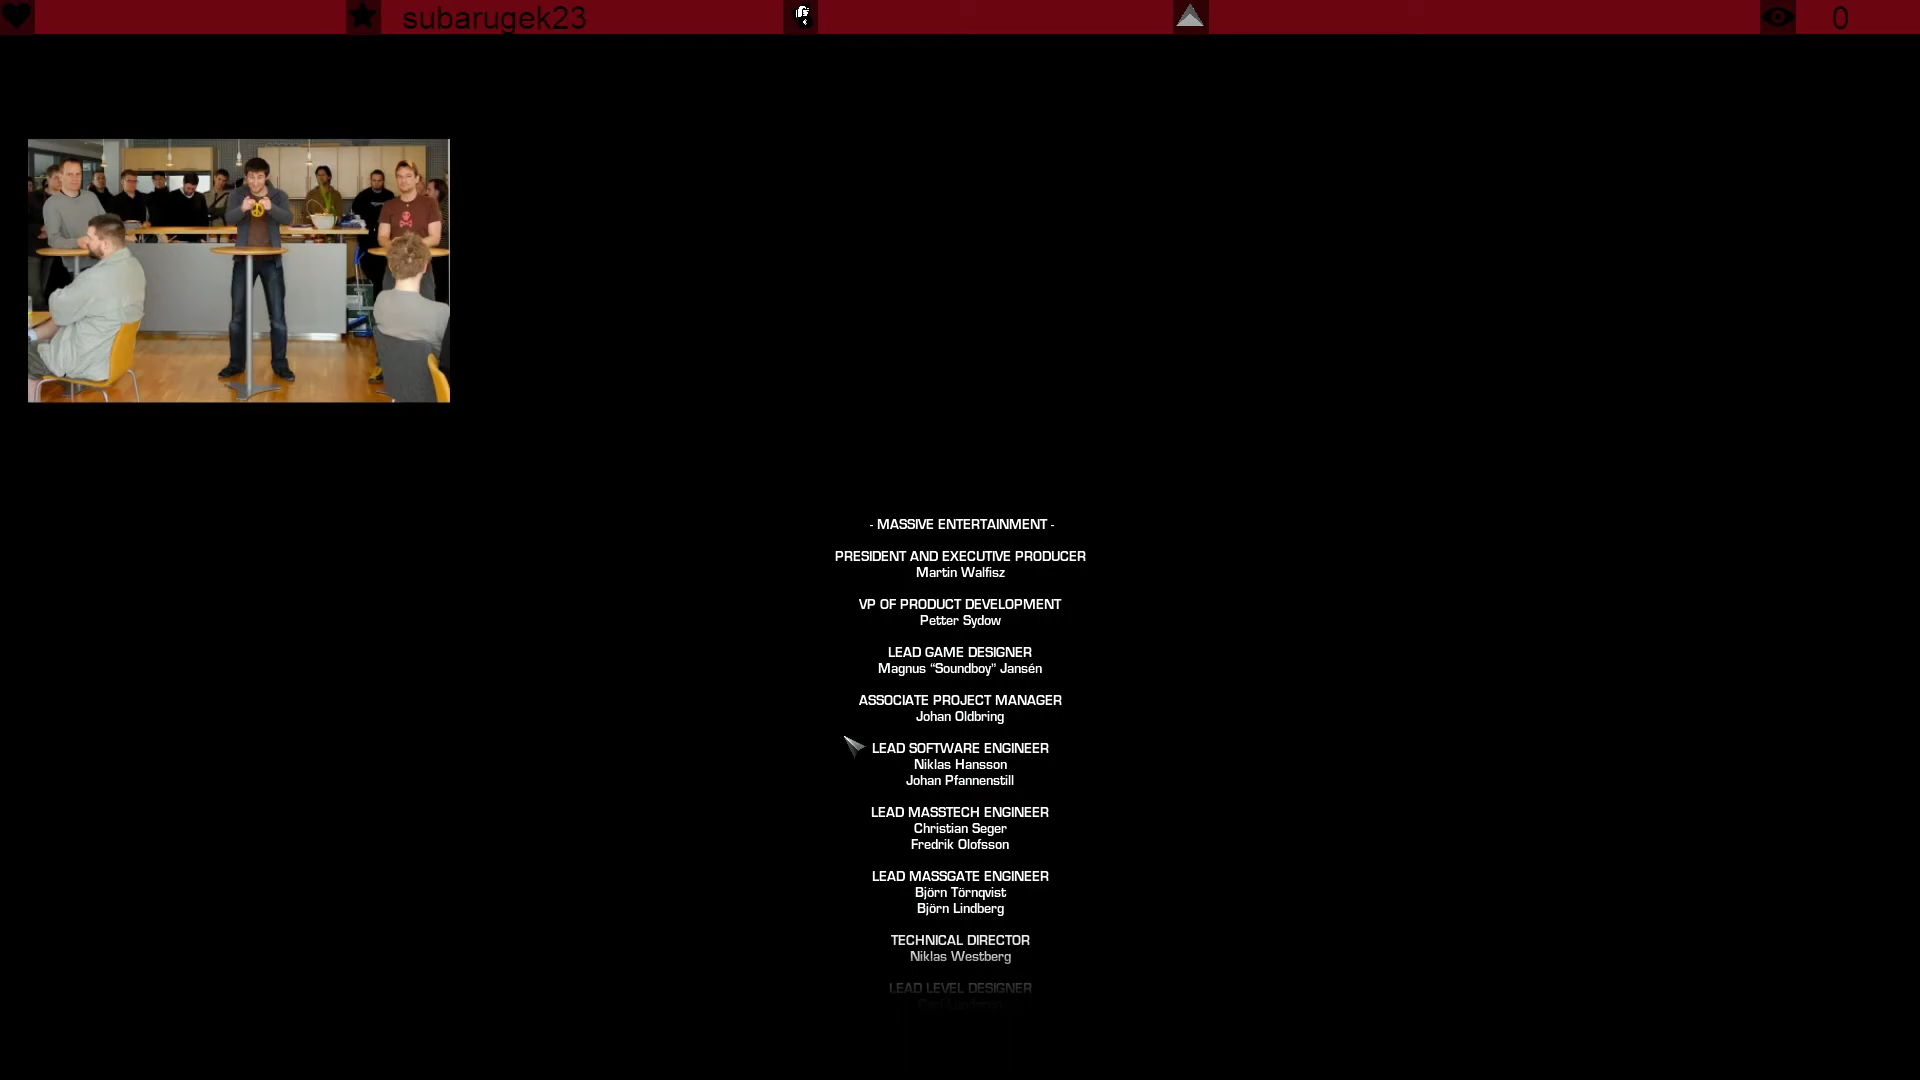 subarugek23
0
- MASSIVE ENTERTAINMENT -
PRESIDENT AND EXECUTIVE PRODUCER
Martin Walfisz
VP OF PRODUCT DEVELOPMENT
Petter Sydow
LEAD GAME DESIGNER
Magnus “Soundboy” Jansén
ASSOCIATE PROJECT MANAGER
Johan Oldbring
LEAD SOFTWARE ENGINEER
Niklas Hansson
Johan Pfannenstill
LEAD MASSTECH ENGINEER
Christian Seger
Fredrik Olofsson
LEAD MASSGATE ENGINEER
Björn Törnqvist
Björn Lindberg
TECHNICAL DIRECTOR
Niklas Westberg
LEAD LEVEL DESIGNER